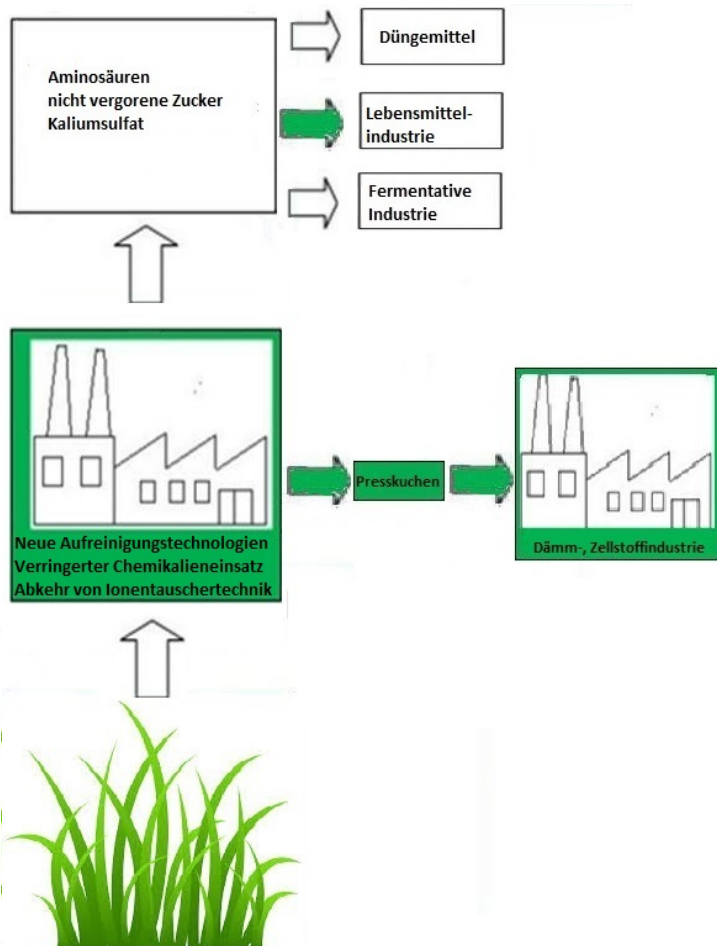 Aminosäuren
nicht vergorene Zucker
Kaliumsulfat
Düngemittel
Lebensmittel-
industrie
Fermentative
Industrie
Neue Aufreinigungstechnologien
Verringerter Chemikalieneinsatz
Abkehr von Ionentauschertechnik
Presskuchen
Dämm-, Zellstoffindustrie